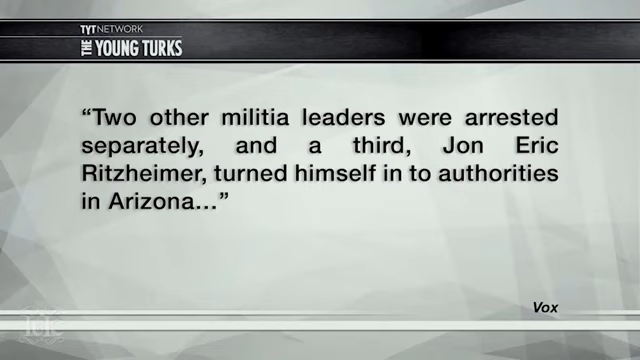 TYT NETWORK
THE YOUNG TURKS
“Two other militia leaders were arrested
separately, and a third, Jon Eric
Ritzheimer, turned himself in to authorities
in Arizona…”
Vox